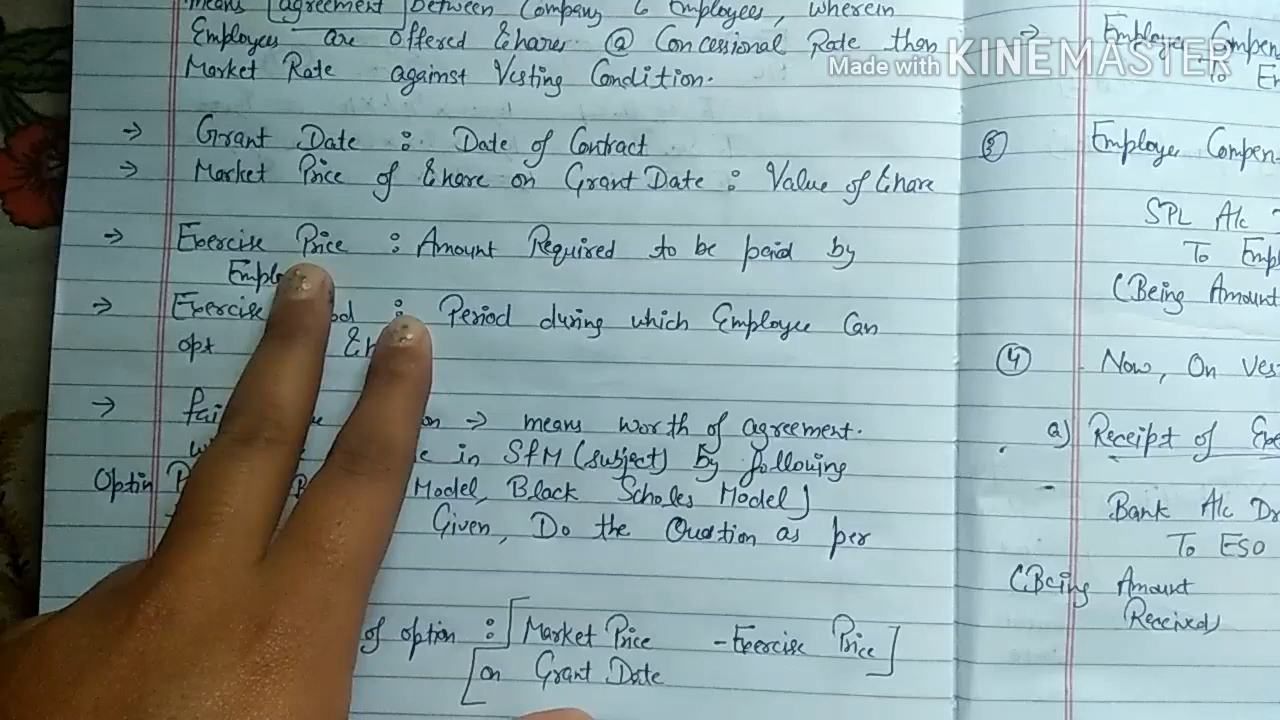 means [agreement] between Company & Employees, wherein
Employees are offered Shares @ Concessional Rate than
Market Rate against Vesting Condition.
→ Grant Date : Date of Contract
→ Market Price of Share on Grant Date : Value of Share
→ Exercise Price : Amount Required to be paid by
→ Exercise : Period during which Employee Can
opt
→ → means worth of agreement.
in SFM (subject) By following
Option Model, Black Scholes Model]
Given, Do the Question as per
of option : [Market Price - Exercise Price]
on Grant Date
→ Employee
To
③ Employee
SPL A/c
To
(Being Amount
④ Now, On
a) Receipt of
Bank A/c Dr
To ESO
(Being Amount
Received)
Made with KINEMASTER